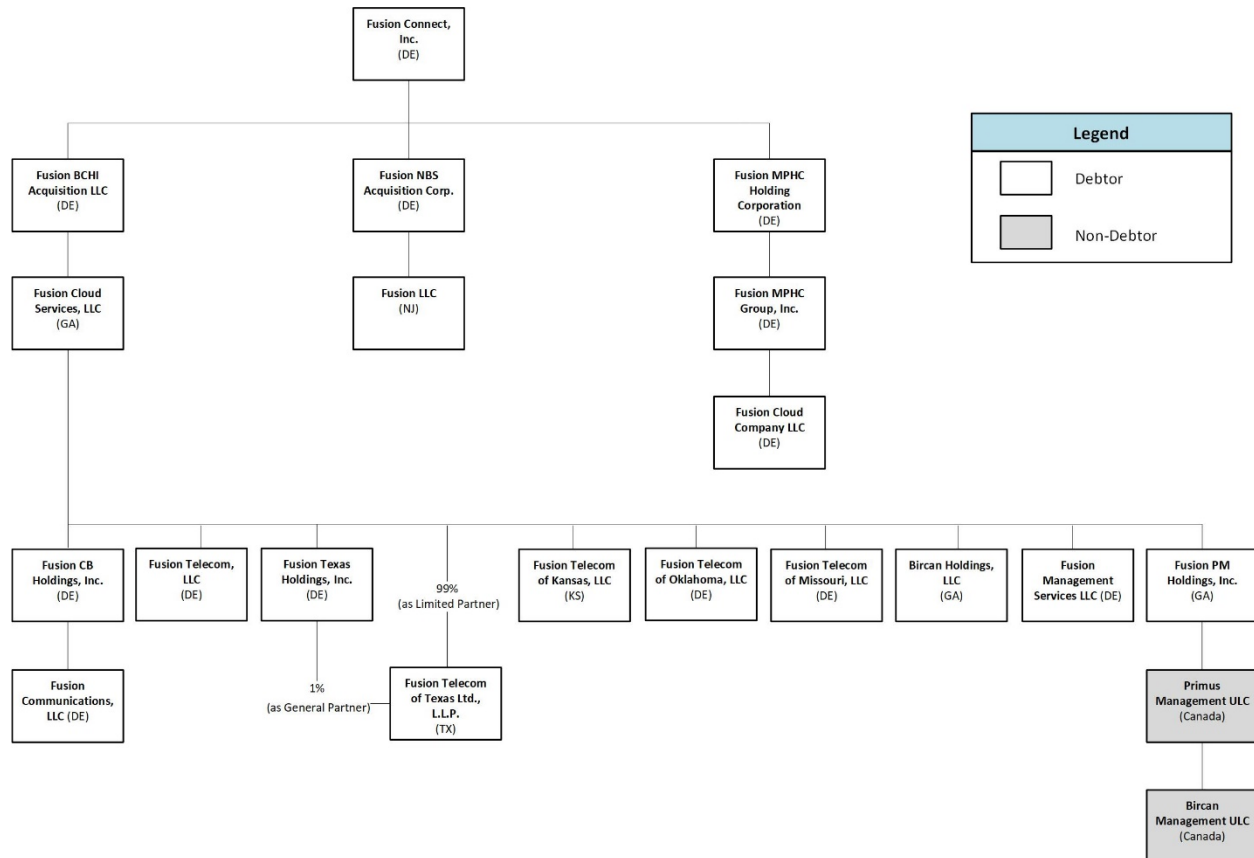 Fusion Connect,
Inc.
(DE)
Legend
Debtor
Non-Debtor
Fusion BCHI
Acquisition LLC
(DE)
Fusion NBS
Acquisition Corp.
(DE)
Fusion MPHC
Holding
Corporation
(DE)
Fusion Cloud
Services, LLC
(GA)
Fusion LLC
(NJ)
Fusion MPHC
Group, Inc.
(DE)
Fusion Cloud
Company LLC
(DE)
Fusion CB
Holdings, Inc.
(DE)
Fusion Telecom,
LLC
(DE)
Fusion Texas
Holdings, Inc.
(DE)
99%
(as Limited Partner)
Fusion Telecom
of Kansas, LLC
(KS)
Fusion Telecom
of Oklahoma, LLC
(DE)
Fusion Telecom
of Missouri, LLC
(DE)
Bircan Holdings,
LLC
(GA)
Fusion
Management
Services LLC (DE)
Fusion PM
Holdings, Inc.
(GA)
Fusion
Communications,
LLC (DE)
1%
(as General Partner)
Fusion Telecom
of Texas Ltd.,
L.L.P.
(TX)
Primus
Management ULC
(Canada)
Bircan
Management ULC
(Canada)